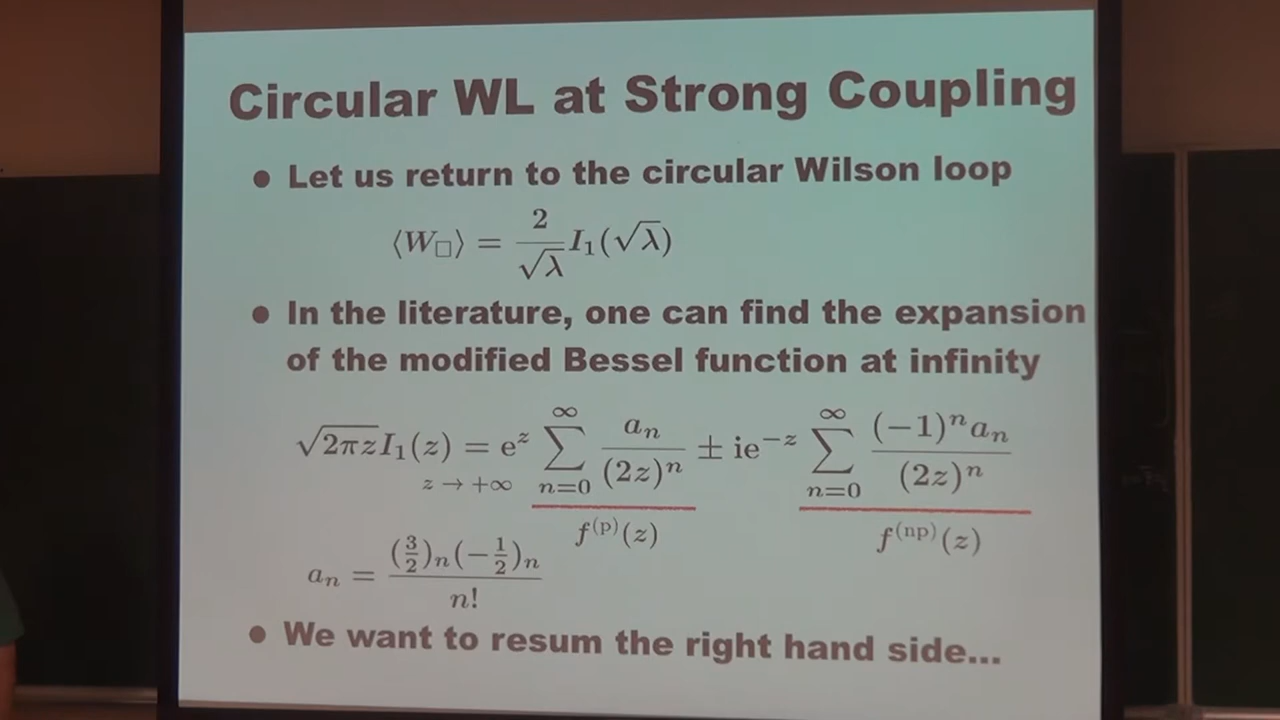 Circular WL at Strong Coupling
● Let us return to the circular Wilson loop
⟨W□⟩ = 2/√λ I₁(√λ)
● In the literature, one can find the expansion
of the modified Bessel function at infinity
√2πz I₁(z) = e^z ∑_{n=0}^{∞} a_n/(2z)^n ± ie^{−z} ∑_{n=0}^{∞} (−1)^n a_n/(2z)^n
z → +∞
f^{(p)}(z) f^{(np)}(z)
a_n = (3/2)_n(−1/2)_n/n!
● We want to resum the right hand side...